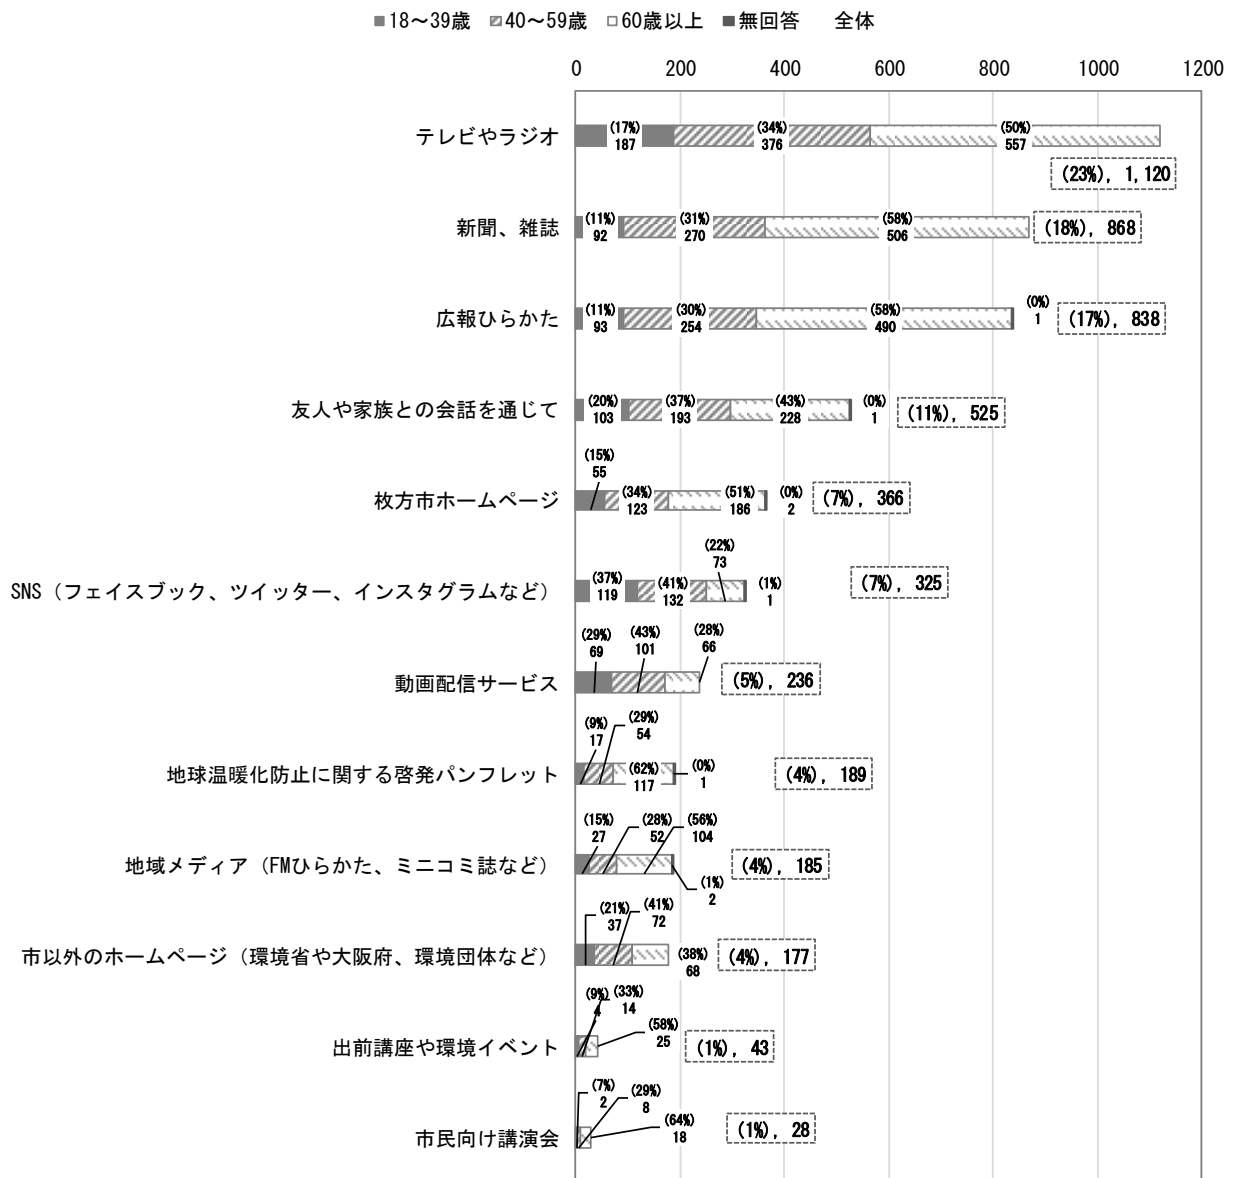 18～39歳 40～59歳 60歳以上 無回答 全体
0 200 400 600 800 1000 1200
テレビやラジオ
(17%) (34%) (50%)
187 376 557
(23%), 1,120
新聞、雑誌
(11%) (31%) (58%)
92 270 506
(18%), 868
広報ひらかた
(11%) (30%) (58%) (0%)
93 254 490 1
(17%), 838
友人や家族との会話を通じて
(20%) (37%) (43%) (0%)
103 193 228 1
(11%), 525
枚方市ホームページ
(15%) (34%) (51%) (0%)
55 123 186 2
(7%), 366
SNS（フェイスブック、ツイッター、インスタグラムなど）
(37%) (41%) (22%) (1%)
119 132 73 1
(7%), 325
動画配信サービス
(29%) (43%) (28%)
69 101 66
(5%), 236
地球温暖化防止に関する啓発パンフレット
(9%) (29%) (62%) (0%)
17 54 117 1
(4%), 189
地域メディア（FMひらかた、ミニコミ誌など）
(15%) (28%) (56%) (1%)
27 52 104 2
(4%), 185
市以外のホームページ（環境省や大阪府、環境団体など）
(21%) (41%) (38%)
37 72 68
(4%), 177
出前講座や環境イベント
(9%) (33%) (58%)
4 14 25
(1%), 43
市民向け講演会
(7%) (29%) (64%)
2 8 18
(1%), 28